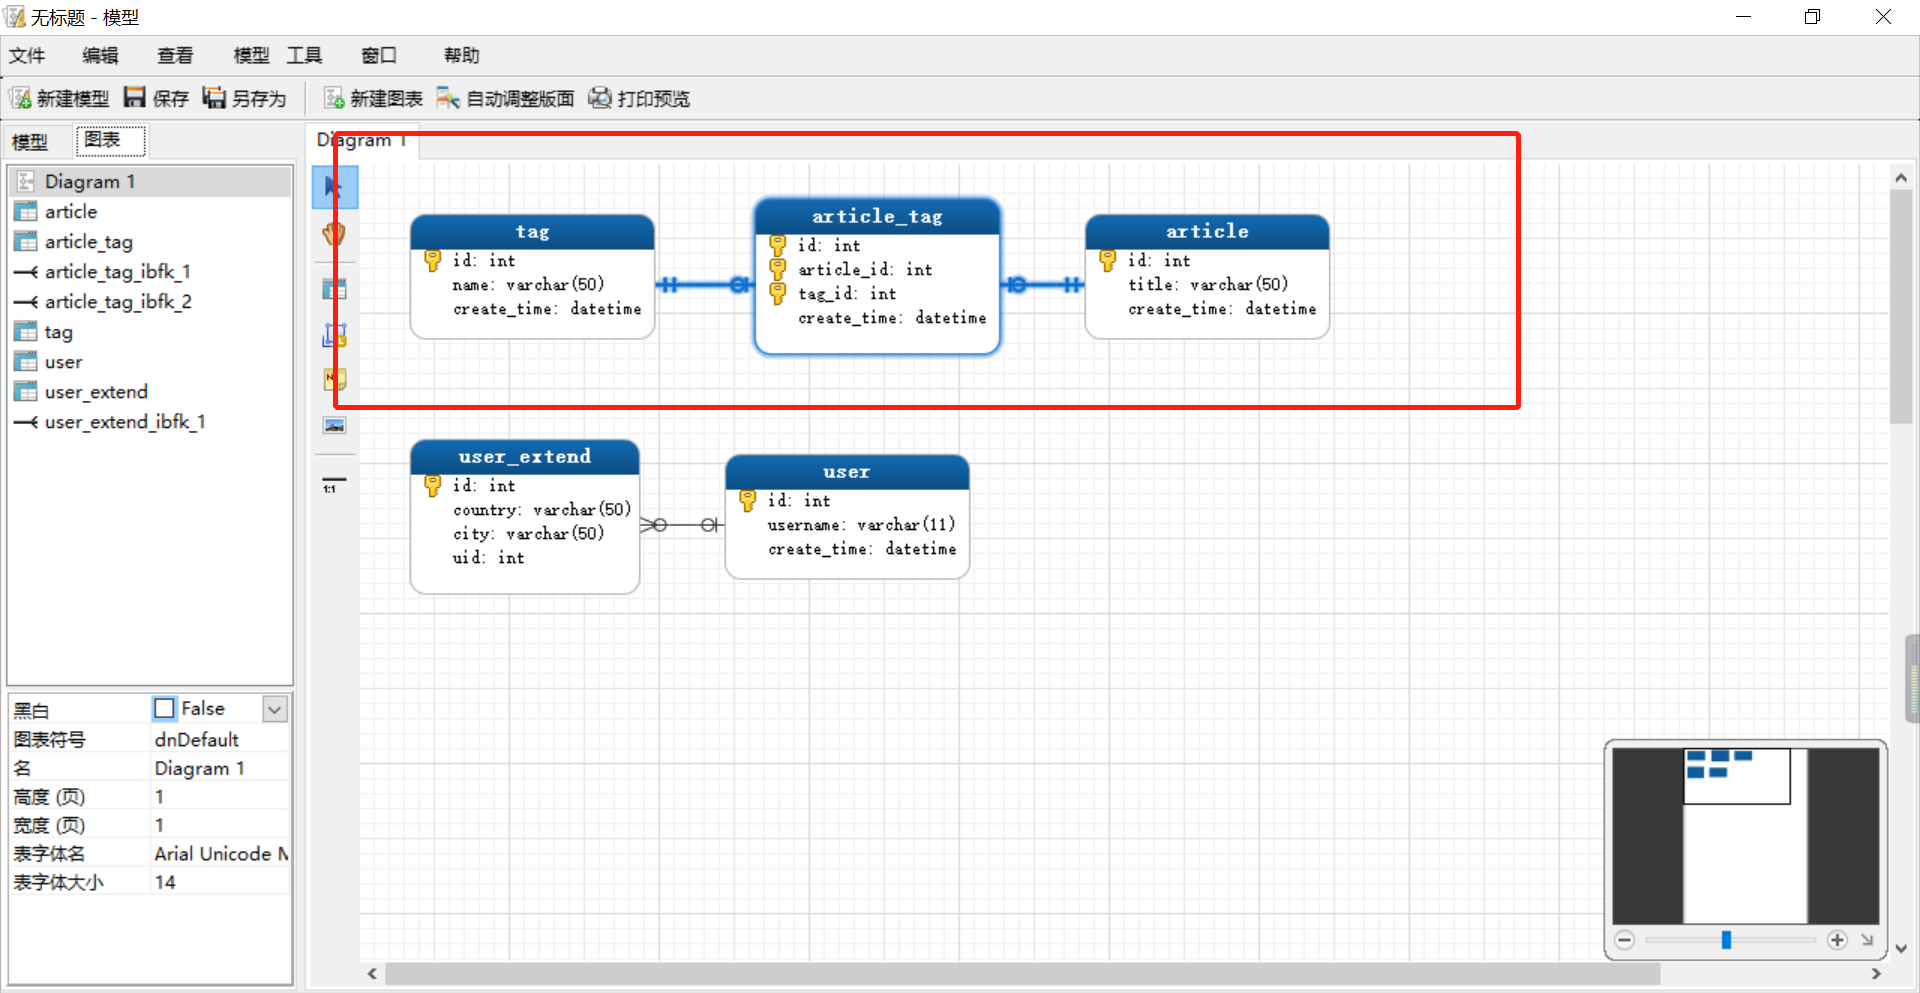 无标题 - 模型
文件 编辑 查看 模型 工具 窗口 帮助
新建模型 保存 另存为 新建图表 自动调整版面 打印预览
模型 图表
Diagram 1
article
article_tag
article_tag_ibfk_1
article_tag_ibfk_2
tag
user
user_extend
user_extend_ibfk_1
黑白 False
图表符号 dnDefault
名 Diagram 1
高度 (页) 1
宽度 (页) 1
表字体名 Arial Unicode M
表字体大小 14
Diagram 1
1:1
tag
id: int
name: varchar(50)
create_time: datetime
article_tag
id: int
article_id: int
tag_id: int
create_time: datetime
article
id: int
title: varchar(50)
create_time: datetime
user_extend
id: int
country: varchar(50)
city: varchar(50)
uid: int
user
id: int
username: varchar(11)
create_time: datetime